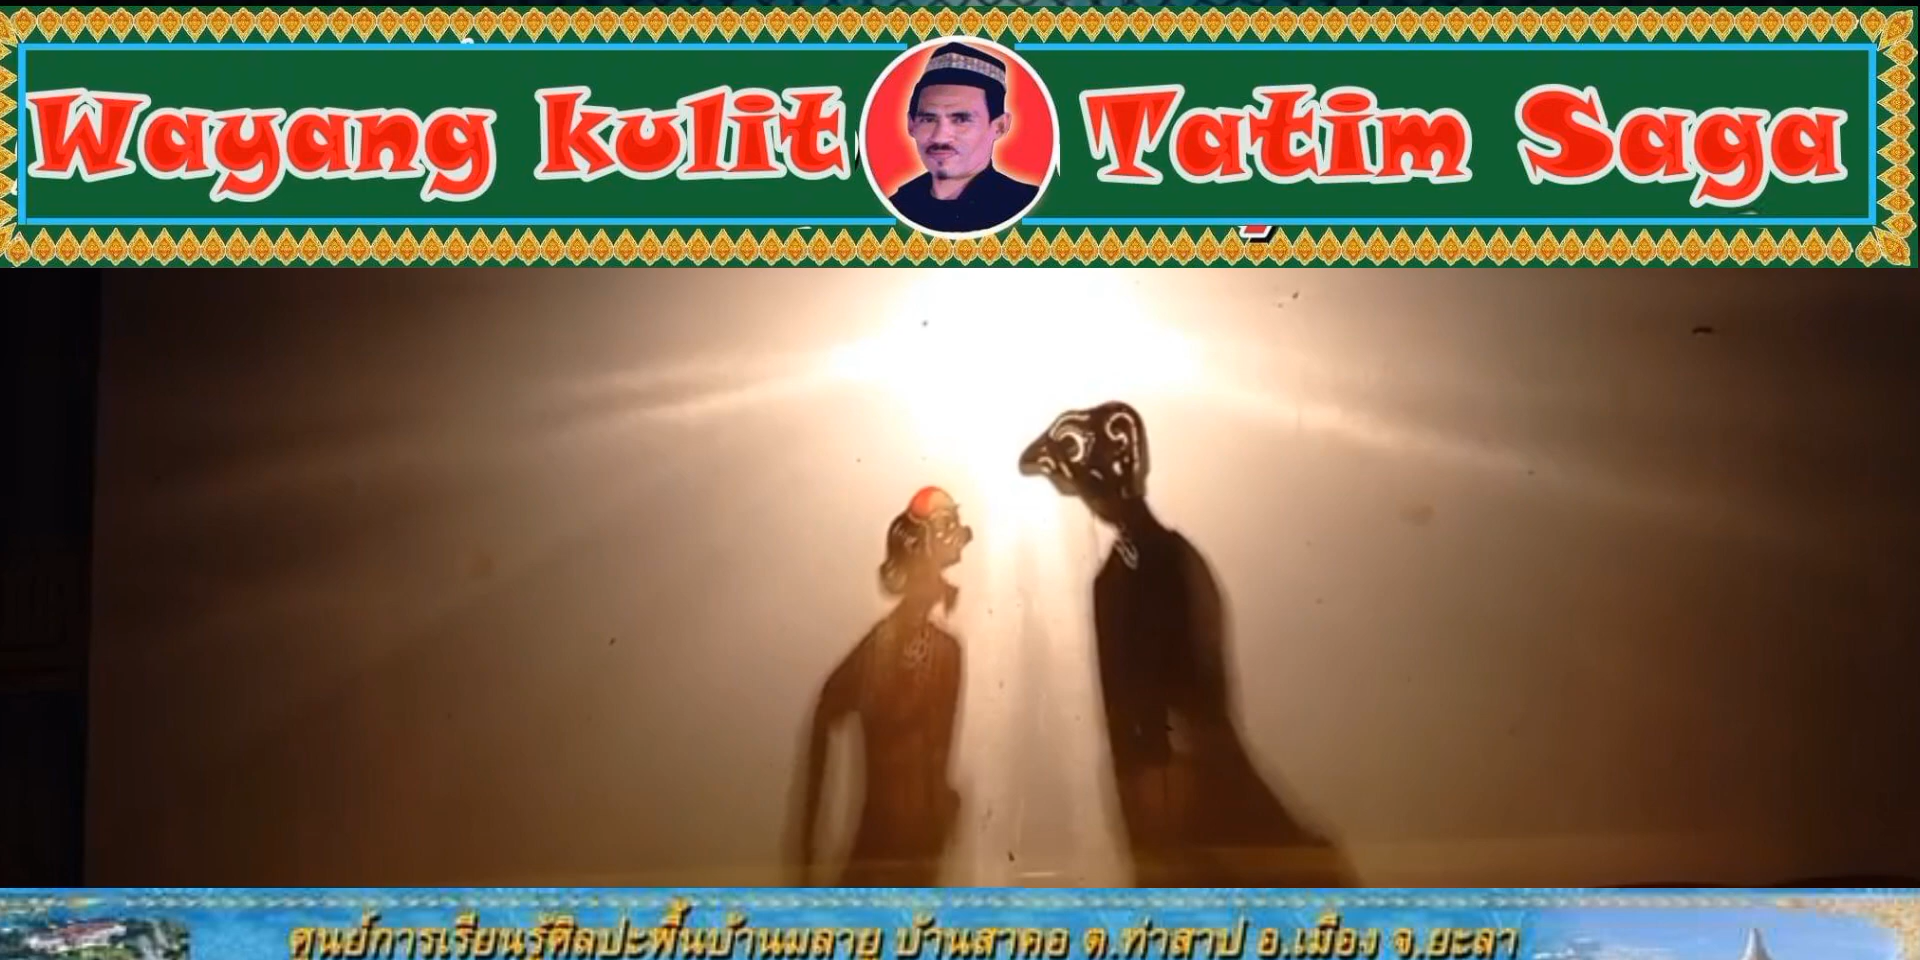 Wayang kulit Tatim Saga
ศูนย์การเรียนรู้ศิลปะพื้นบ้านมลายู บ้านสาคอ ต.ท่าสาป อ.เมือง จ.ยะลา